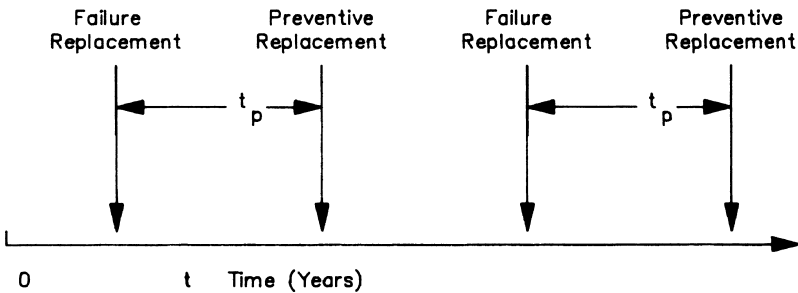 Failure
Replacement
Preventive
Replacement
Failure
Replacement
Preventive
Replacement
t p
t p
0 t Time (Years)